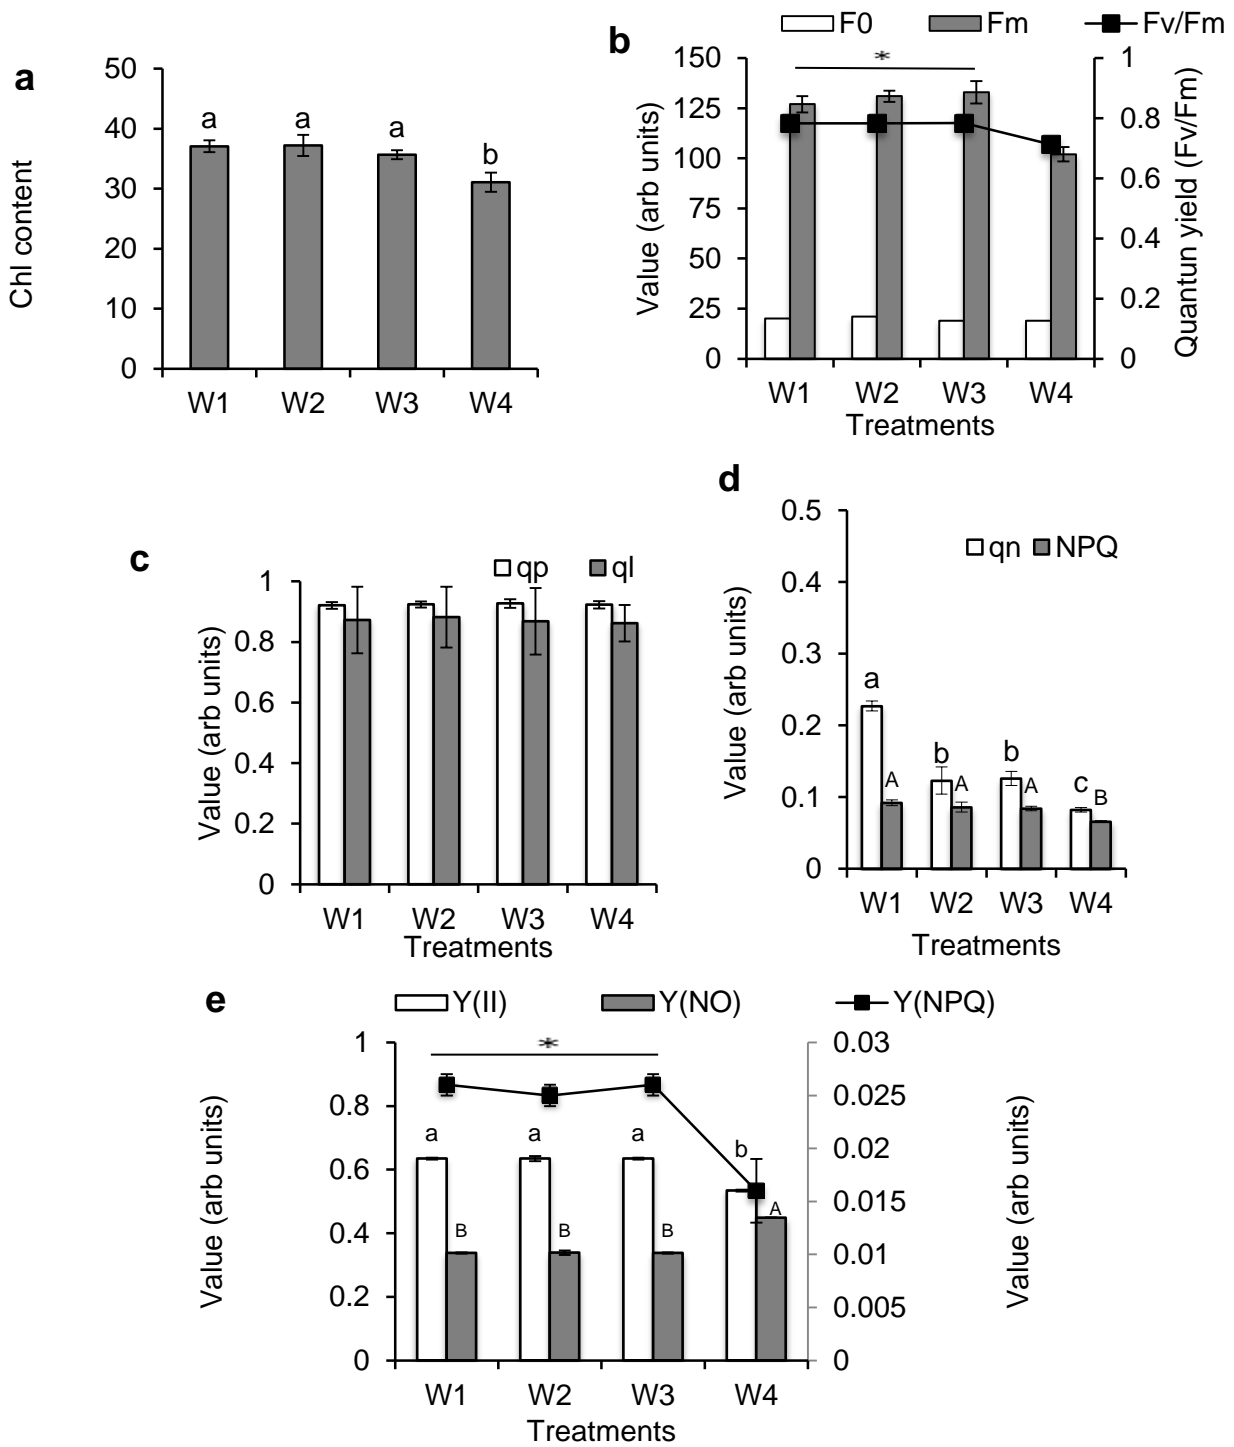 a
Chl content
50
40
30
20
10
0
a
a
a
b
W1 W2 W3 W4
b
F0 Fm Fv/Fm
Value (arb units)
150
125
100
75
50
25
0
*
1
0.8
0.6
0.4
0.2
0
Quantun yield (Fv/Fm)
W1 W2 W3 W4
Treatments
c
qp ql
Value (arb units)
1
0.8
0.6
0.4
0.2
0
W1 W2 W3 W4
Treatments
d
qn NPQ
Value (arb units)
0.5
0.4
0.3
0.2
0.1
0
a
A
b
A
b
A
c
B
W1 W2 W3 W4
Treatments
e
Y(II) Y(NO) Y(NPQ)
Value (arb units)
1
0.8
0.6
0.4
0.2
0
*
a
B
a
B
a
B
b
A
0.03
0.025
0.02
0.015
0.01
0.005
0
Value (arb units)
W1 W2 W3 W4
Treatments